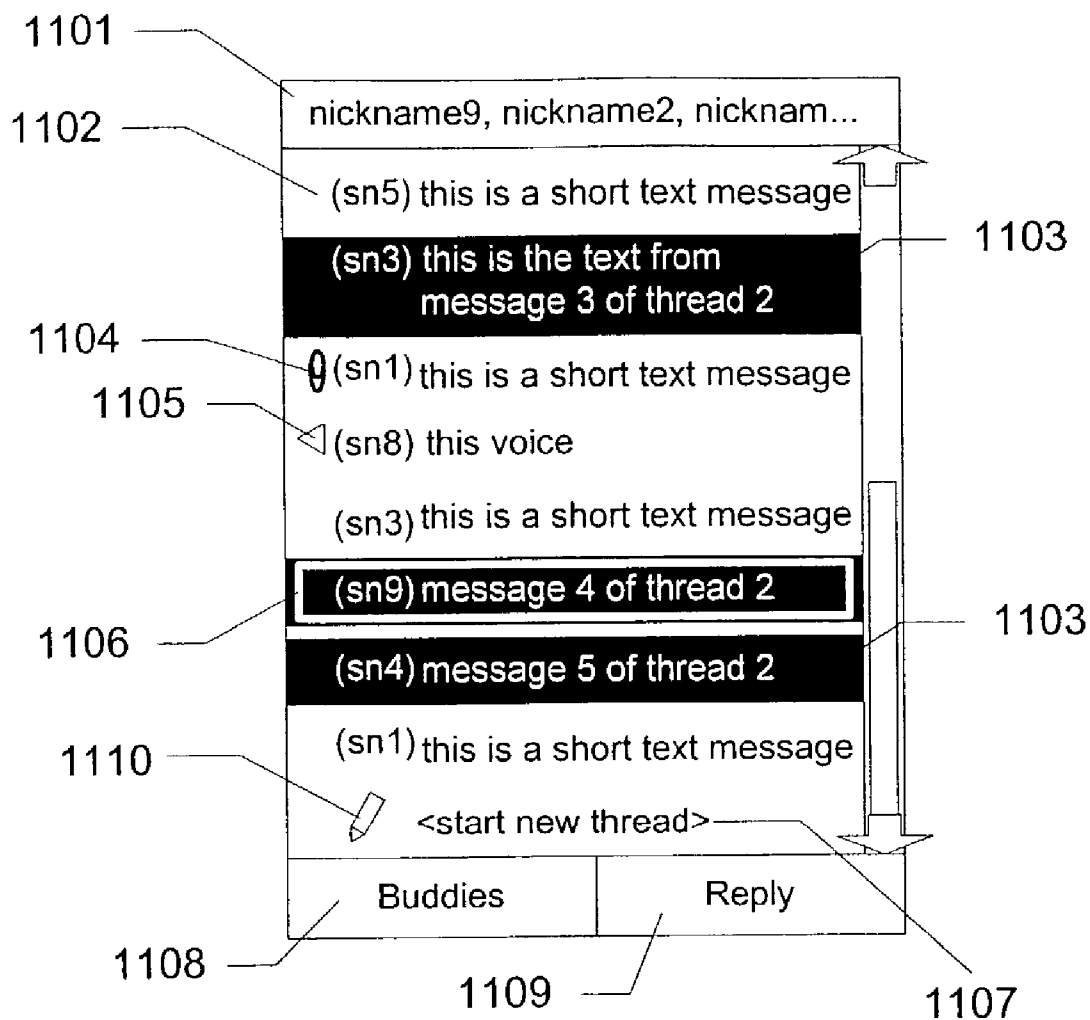 1101
nickname9, nickname2, nicknam...
1102
(sn5) this is a short text message
1103
(sn3) this is the text from
message 3 of thread 2
1104
(sn1) this is a short text message
1105
(sn8) this voice
(sn3) this is a short text message
(sn9) message 4 of thread 2
1106
1103
(sn4) message 5 of thread 2
(sn1) this is a short text message
1110
<start new thread>
Buddies
Reply
1108
1109
1107